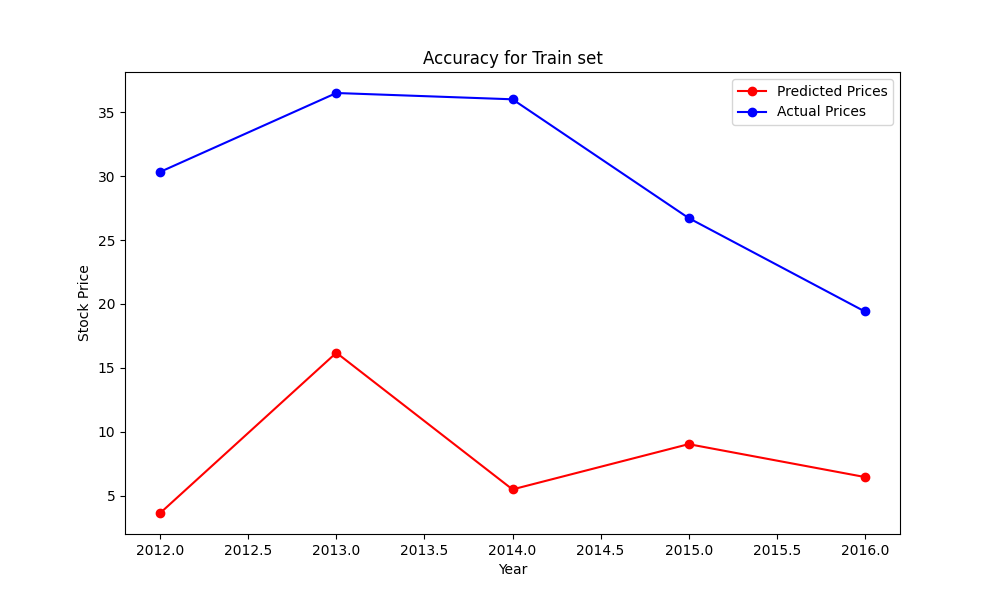 Accuracy for Train set
Predicted Prices
Actual Prices
Stock Price
35
30
25
20
15
10
5
2012.0 2012.5 2013.0 2013.5 2014.0 2014.5 2015.0 2015.5 2016.0
Year